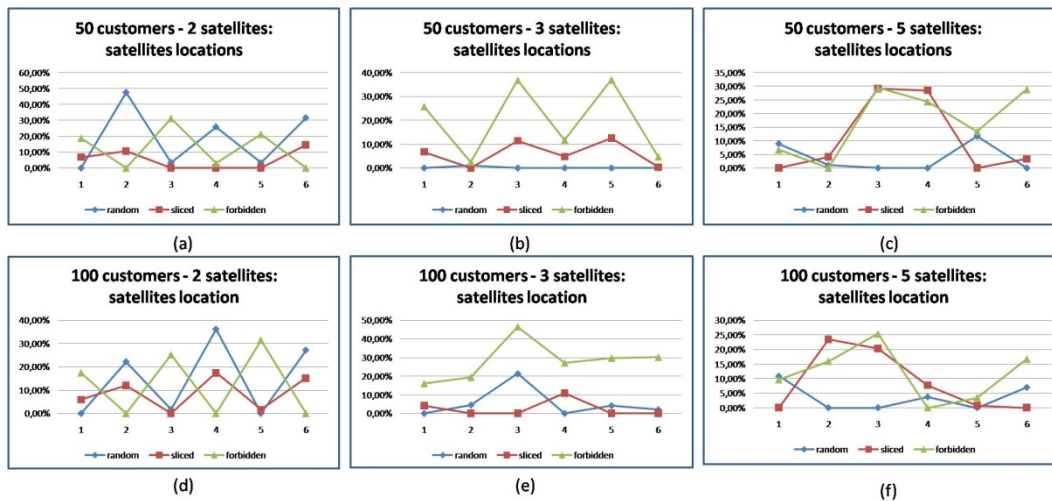 50 customers - 2 satellites:
satellites locations
60,00%
50,00%
40,00%
30,00%
20,00%
10,00%
0,00%
1 2 3 4 5 6
random sliced forbidden
(a)
50 customers - 3 satellites:
satellites locations
40,00%
30,00%
20,00%
10,00%
0,00%
1 2 3 4 5 6
random sliced forbidden
(b)
50 customers - 5 satellites:
satellites locations
35,00%
30,00%
25,00%
20,00%
15,00%
10,00%
5,00%
0,00%
1 2 3 4 5 6
random sliced forbidden
(c)
100 customers - 2 satellites:
satellites location
40,00%
30,00%
20,00%
10,00%
0,00%
1 2 3 4 5 6
random sliced forbidden
(d)
100 customers - 3 satellites:
satellites location
50,00%
40,00%
30,00%
20,00%
10,00%
0,00%
1 2 3 4 5 6
random sliced forbidden
(e)
100 customers - 5 satellites:
satellites location
30,00%
25,00%
20,00%
15,00%
10,00%
5,00%
0,00%
1 2 3 4 5 6
random sliced forbidden
(f)